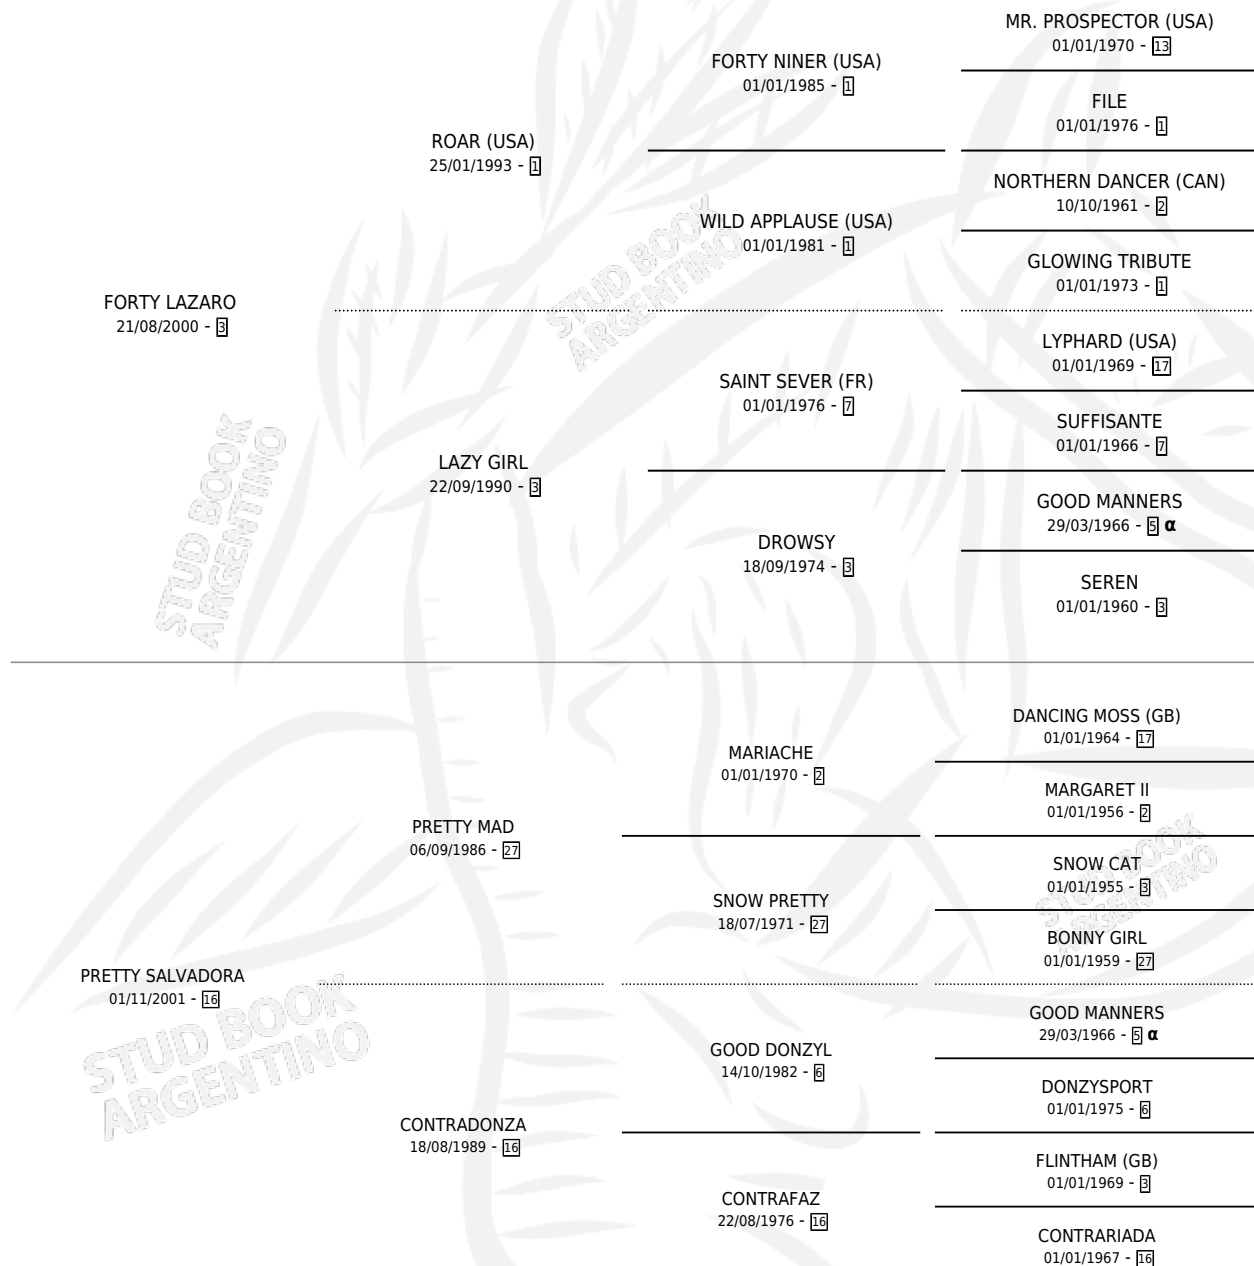 MR. PROSPECTOR (USA)
01/01/1970 - 13
FORTY NINER (USA)
01/01/1985 - 1
FILE
01/01/1976 - 1
ROAR (USA)
25/01/1993 - 1
NORTHERN DANCER (CAN)
10/10/1961 - 2
WILD APPLAUSE (USA)
01/01/1981 - 1
GLOWING TRIBUTE
01/01/1973 - 1
STUD BOOK
ARGENTINO
FORTY LAZARO
21/08/2000 - 3
LYPHARD (USA)
01/01/1969 - 17
SAINT SEVER (FR)
01/01/1976 - 7
SUFFISANTE
01/01/1966 - 7
LAZY GIRL
22/09/1990 - 3
GOOD MANNERS
29/03/1966 - 5 α
DROWSY
18/09/1974 - 3
SEREN
01/01/1960 - 3
STUD BOOK
ARGENTINO
DANCING MOSS (GB)
01/01/1964 - 17
MARIACHE
01/01/1970 - 2
MARGARET II
01/01/1956 - 2
PRETTY MAD
06/09/1986 - 27
SNOW CAT
01/01/1955 - 3
SNOW PRETTY
18/07/1971 - 27
BONNY GIRL
01/01/1959 - 27
STUD BOOK
ARGENTINO
PRETTY SALVADORA
01/11/2001 - 16
GOOD MANNERS
29/03/1966 - 5 α
GOOD DONZYL
14/10/1982 - 6
DONZYSPORT
01/01/1975 - 6
CONTRADONZA
18/08/1989 - 16
FLINTHAM (GB)
01/01/1969 - 3
CONTRAFAZ
22/08/1976 - 16
CONTRARIADA
01/01/1967 - 16
STUD BOOK
ARGENTINO